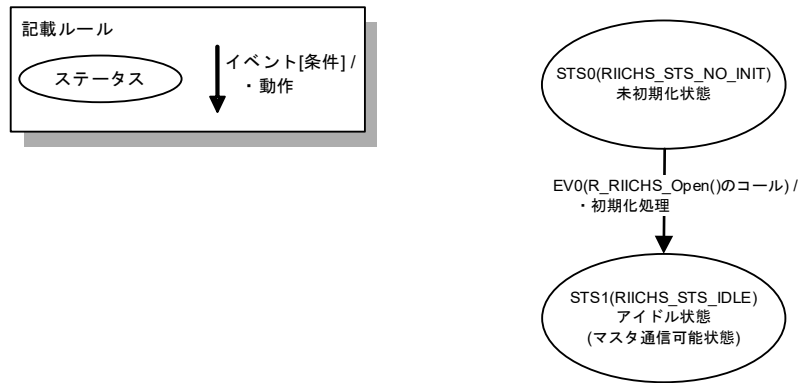 記載ルール
ステータス
イベント[条件] /
・動作
STS0(RIICHS_STS_NO_INIT)
未初期化状態
EV0(R_RIICHS_Open()のコール) /
・初期化処理
STS1(RIICHS_STS_IDLE)
アイドル状態
(マスタ通信可能状態)